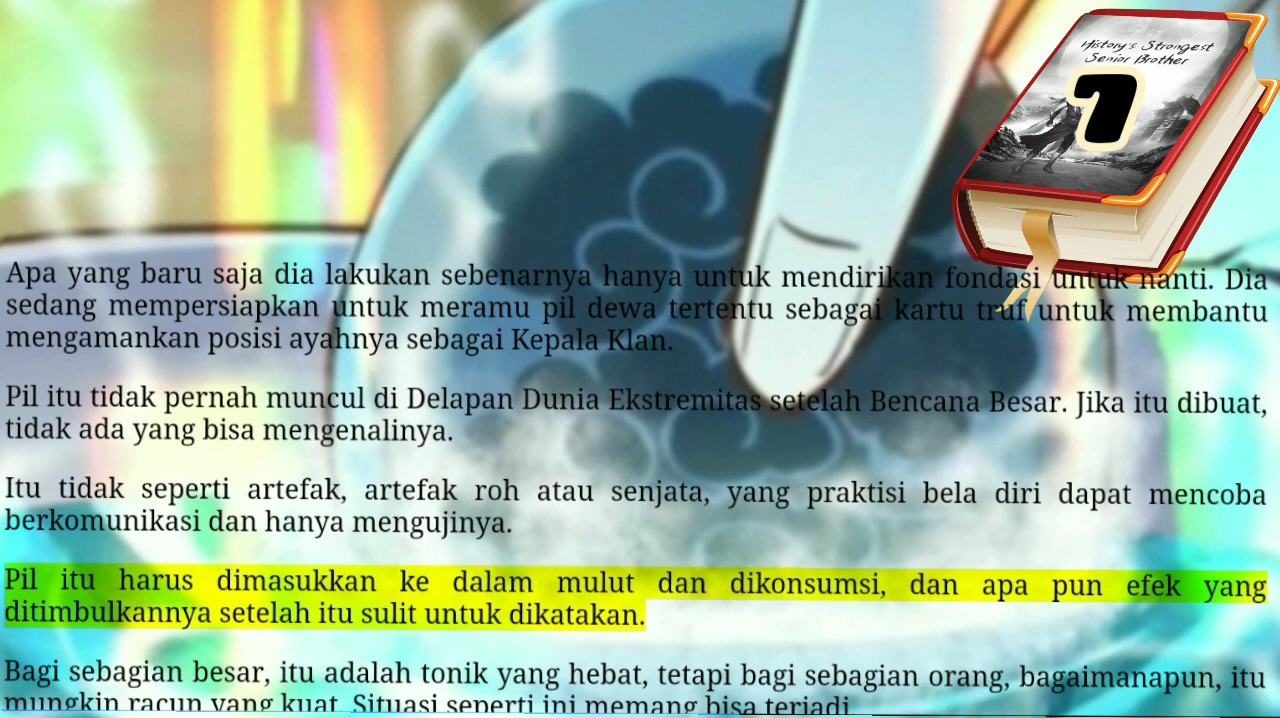 History's Strongest
Senior Brother
7
Apa yang baru saja dia lakukan sebenarnya hanya untuk mendirikan fondasi untuk nanti. Dia
sedang mempersiapkan untuk meramu pil dewa tertentu sebagai kartu truf untuk membantu
mengamankan posisi ayahnya sebagai Kepala Klan.
Pil itu tidak pernah muncul di Delapan Dunia Ekstremitas setelah Bencana Besar. Jika itu dibuat,
tidak ada yang bisa mengenalinya.
Itu tidak seperti artefak, artefak roh atau senjata, yang praktisi bela diri dapat mencoba
berkomunikasi dan hanya mengujinya.
Pil itu harus dimasukkan ke dalam mulut dan dikonsumsi, dan apa pun efek yang
ditimbulkannya setelah itu sulit untuk dikatakan.
Bagi sebagian besar, itu adalah tonik yang hebat, tetapi bagi sebagian orang, bagaimanapun, itu
mungkin racun yang kuat. Situasi seperti ini memang bisa terjadi